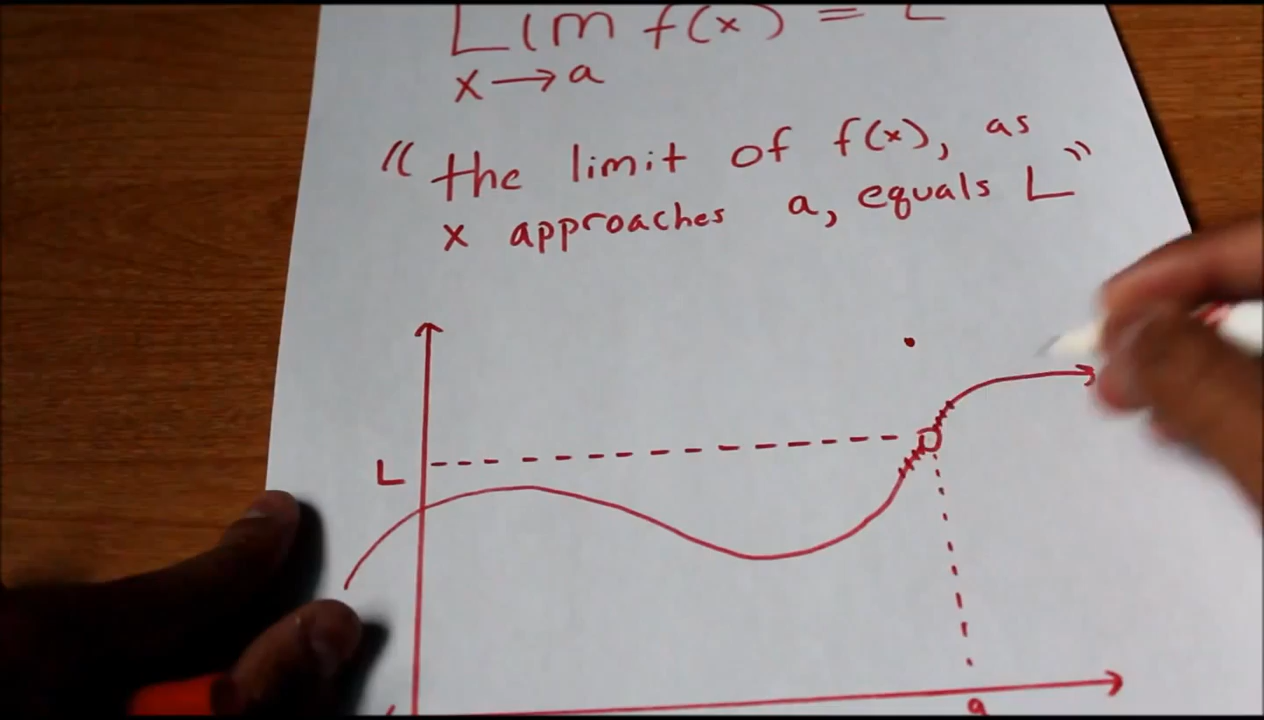 Lim f(x) = L
x → a
"the limit of f(x), as
x approaches a, equals L"
L
a